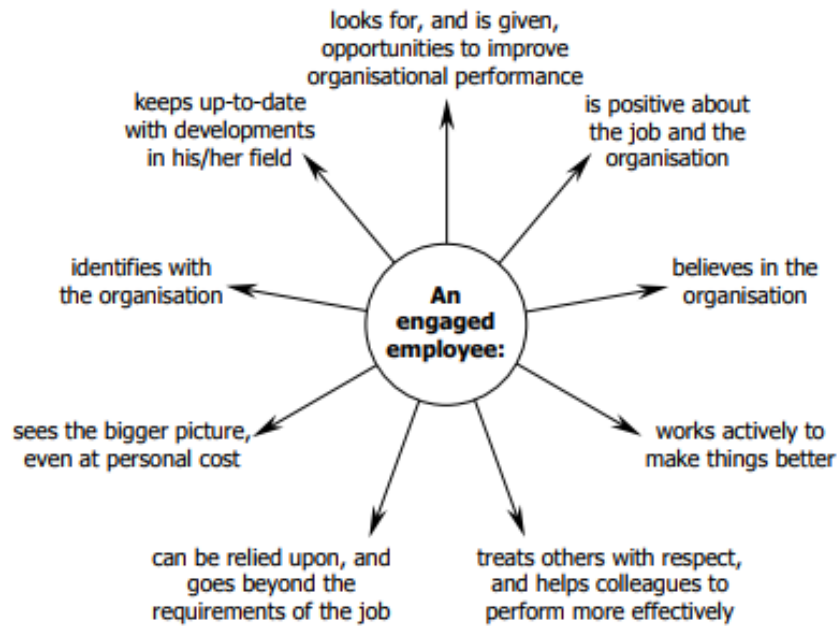 looks for, and is given,
opportunities to improve
organisational performance
is positive about
the job and the
organisation
believes in the
organisation
works actively to
make things better
treats others with respect,
and helps colleagues to
perform more effectively
can be relied upon, and
goes beyond the
requirements of the job
sees the bigger picture,
even at personal cost
identifies with
the organisation
keeps up-to-date
with developments
in his/her field
An
engaged
employee: